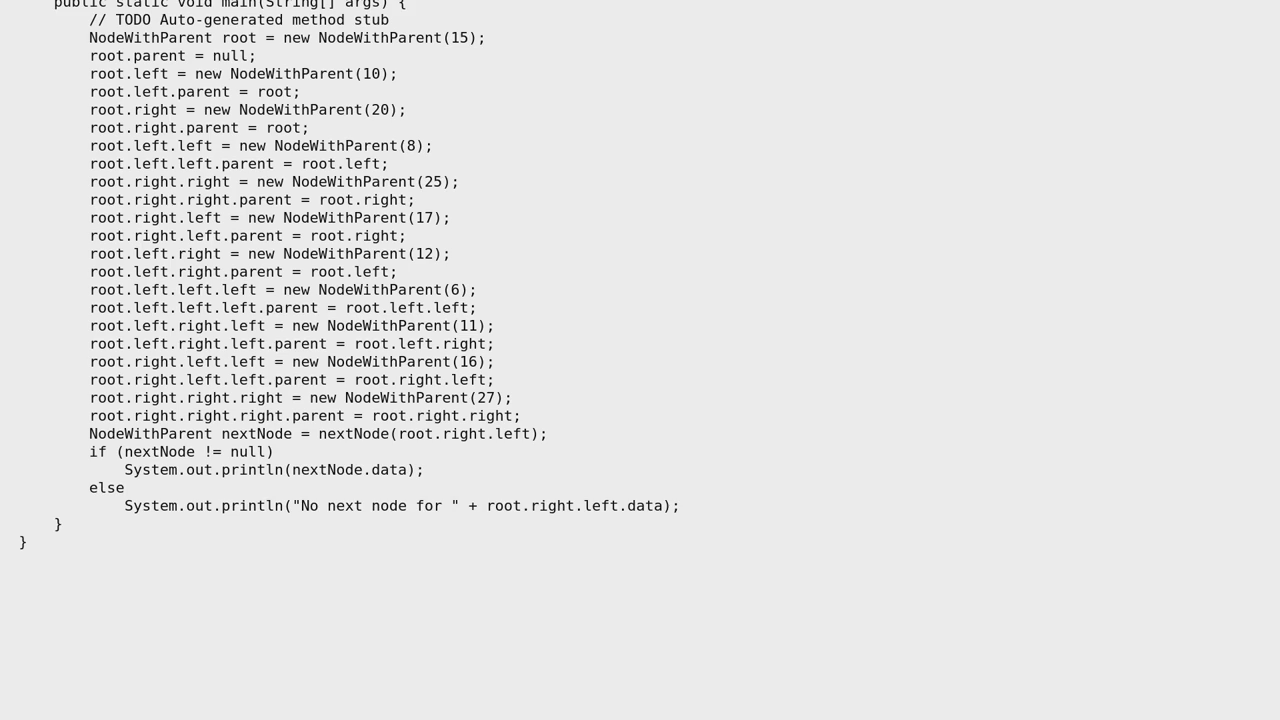 public static void main(String[] args) {
// TODO Auto-generated method stub
NodeWithParent root = new NodeWithParent(15);
root.parent = null;
root.left = new NodeWithParent(10);
root.left.parent = root;
root.right = new NodeWithParent(20);
root.right.parent = root;
root.left.left = new NodeWithParent(8);
root.left.left.parent = root.left;
root.right.right = new NodeWithParent(25);
root.right.right.parent = root.right;
root.right.left = new NodeWithParent(17);
root.right.left.parent = root.right;
root.left.right = new NodeWithParent(12);
root.left.right.parent = root.left;
root.left.left.left = new NodeWithParent(6);
root.left.left.left.parent = root.left.left;
root.left.right.left = new NodeWithParent(11);
root.left.right.left.parent = root.left.right;
root.right.left.left = new NodeWithParent(16);
root.right.left.left.parent = root.right.left;
root.right.right.right = new NodeWithParent(27);
root.right.right.right.parent = root.right.right;
NodeWithParent nextNode = nextNode(root.right.left);
if (nextNode != null)
System.out.println(nextNode.data);
else
System.out.println("No next node for " + root.right.left.data);
}
}